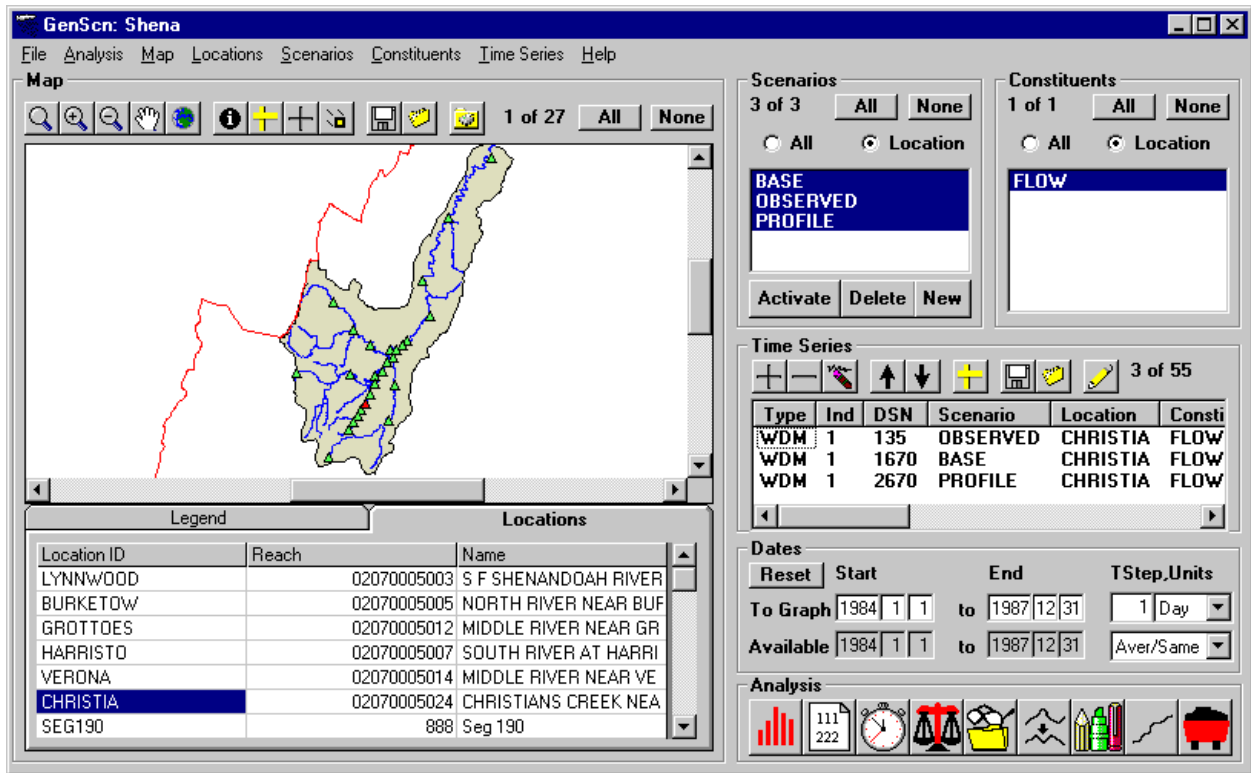 GenScn: Shena
File Analysis Map Locations Scenarios Constituents Time Series Help
Map
1 of 27 All None
Legend Locations
Location ID Reach Name
LYNNWOOD 02070005003 S F SHENANDOAH RIVER
BURKETOW 02070005005 NORTH RIVER NEAR BUR
GROTTOES 02070005012 MIDDLE RIVER NEAR GR
HARRISTO 02070005007 SOUTH RIVER AT HARRI
VERONA 02070005014 MIDDLE RIVER NEAR VE
CHRISTIA 02070005024 CHRISTIANS CREEK NEA
SEG190 888 Seg 190
Scenarios
3 of 3 All None
All Location
BASE
OBSERVED
PROFILE
Activate Delete New
Constituents
1 of 1 All None
All Location
FLOW
Time Series
3 of 55
Type Ind DSN Scenario Location Consti
WDM 1 135 OBSERVED CHRISTIA FLOW
WDM 1 1670 BASE CHRISTIA FLOW
WDM 1 2670 PROFILE CHRISTIA FLOW
Dates
Reset Start End TStep,Units
To Graph 1984 1 1 to 1987 12 31 1 Day
Available 1984 1 1 to 1987 12 31 Aver/Same
Analysis
111
222